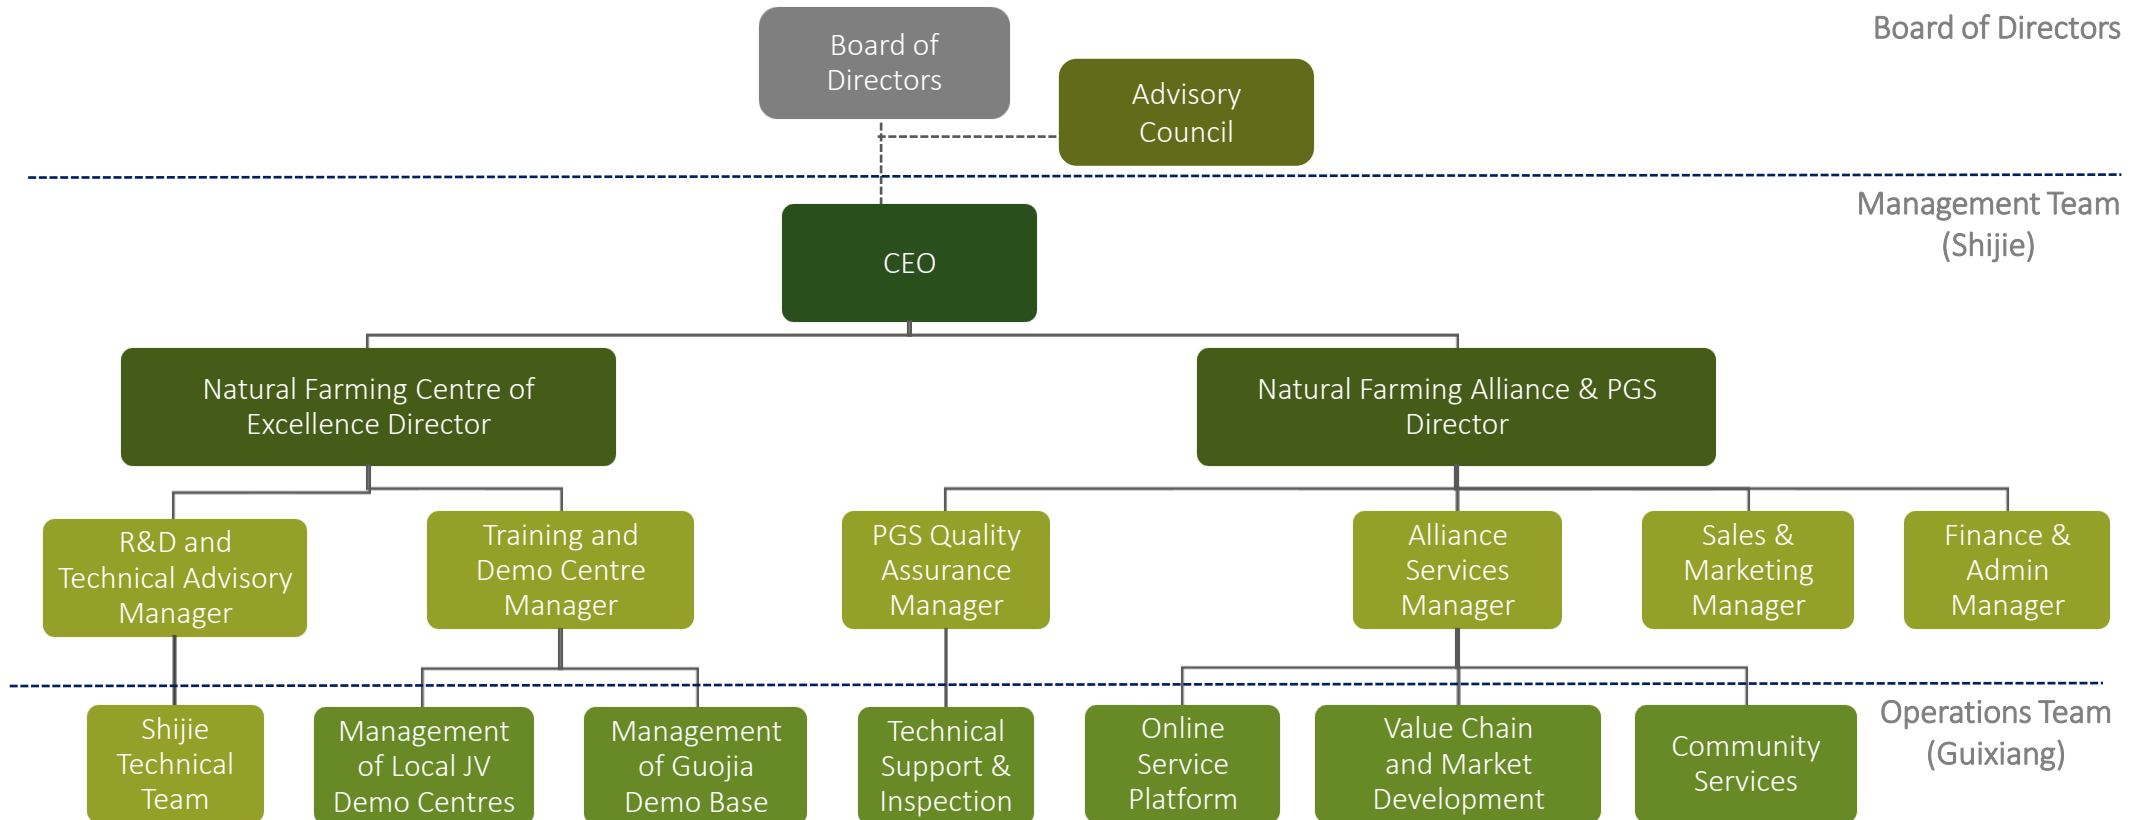 Board of Directors
Board of
Directors
Advisory
Council
Management Team
(Shijie)
CEO
Natural Farming Centre of
Excellence Director
Natural Farming Alliance & PGS
Director
R&D and
Technical Advisory
Manager
Training and
Demo Centre
Manager
PGS Quality
Assurance
Manager
Alliance
Services
Manager
Sales &
Marketing
Manager
Finance &
Admin
Manager
Shijie
Technical
Team
Management
of Local JV
Demo Centres
Management
of Guojia
Demo Base
Technical
Support &
Inspection
Online
Service
Platform
Value Chain
and Market
Development
Community
Services
Operations Team
(Guixiang)